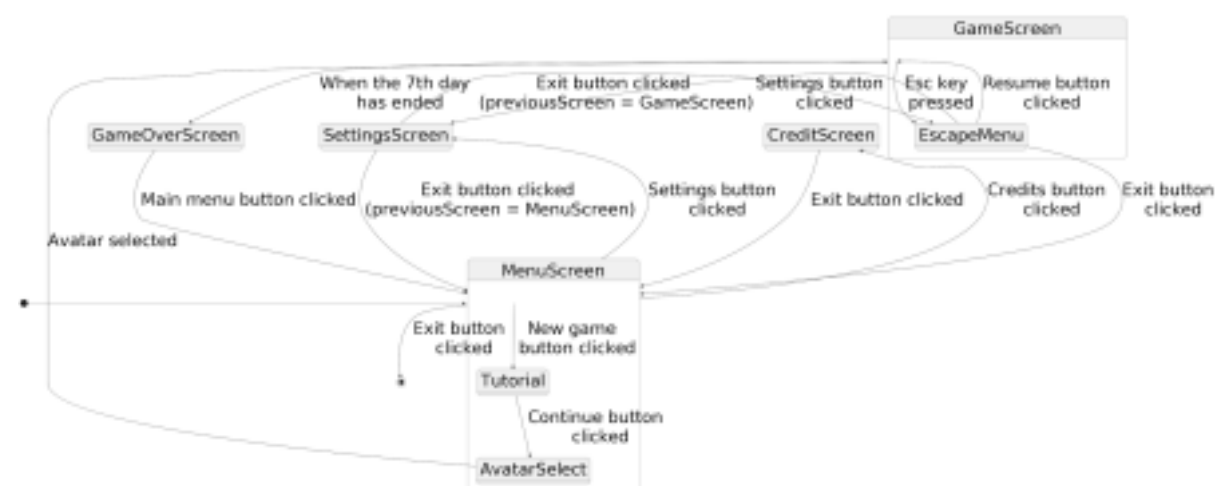 GameScreen
When the 7th day
has ended
Exit button clicked
(previousScreen = GameScreen)
Settings button
clicked
Esc key
pressed
Resume button
clicked
GameOverScreen
SettingsScreen
CreditScreen
EscapeMenu
Main menu button clicked
Exit button clicked
(previousScreen = MenuScreen)
Settings button
clicked
Exit button clicked
Credits button
clicked
Exit button
clicked
Avatar selected
MenuScreen
Exit button
clicked
New game
button clicked
Tutorial
Continue button
clicked
AvatarSelect